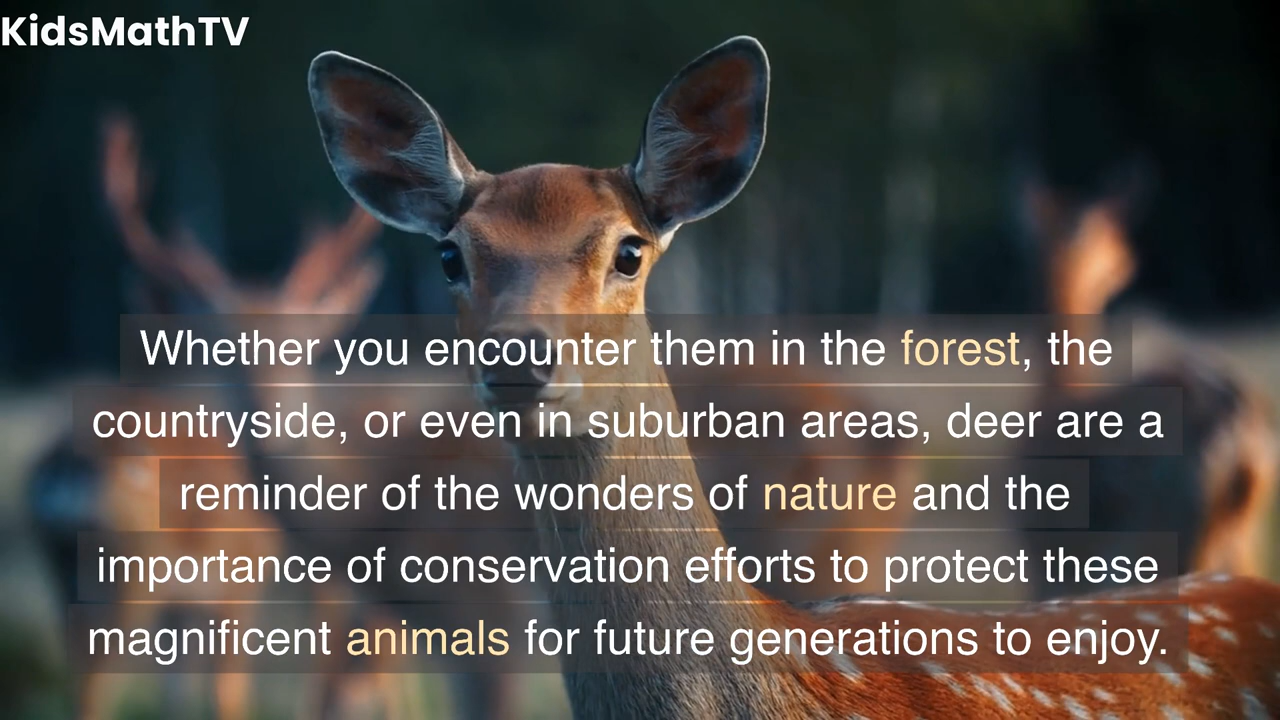 KidsMathTV
Whether you encounter them in the forest, the
countryside, or even in suburban areas, deer are a
reminder of the wonders of nature and the
importance of conservation efforts to protect these
magnificent animals for future generations to enjoy.